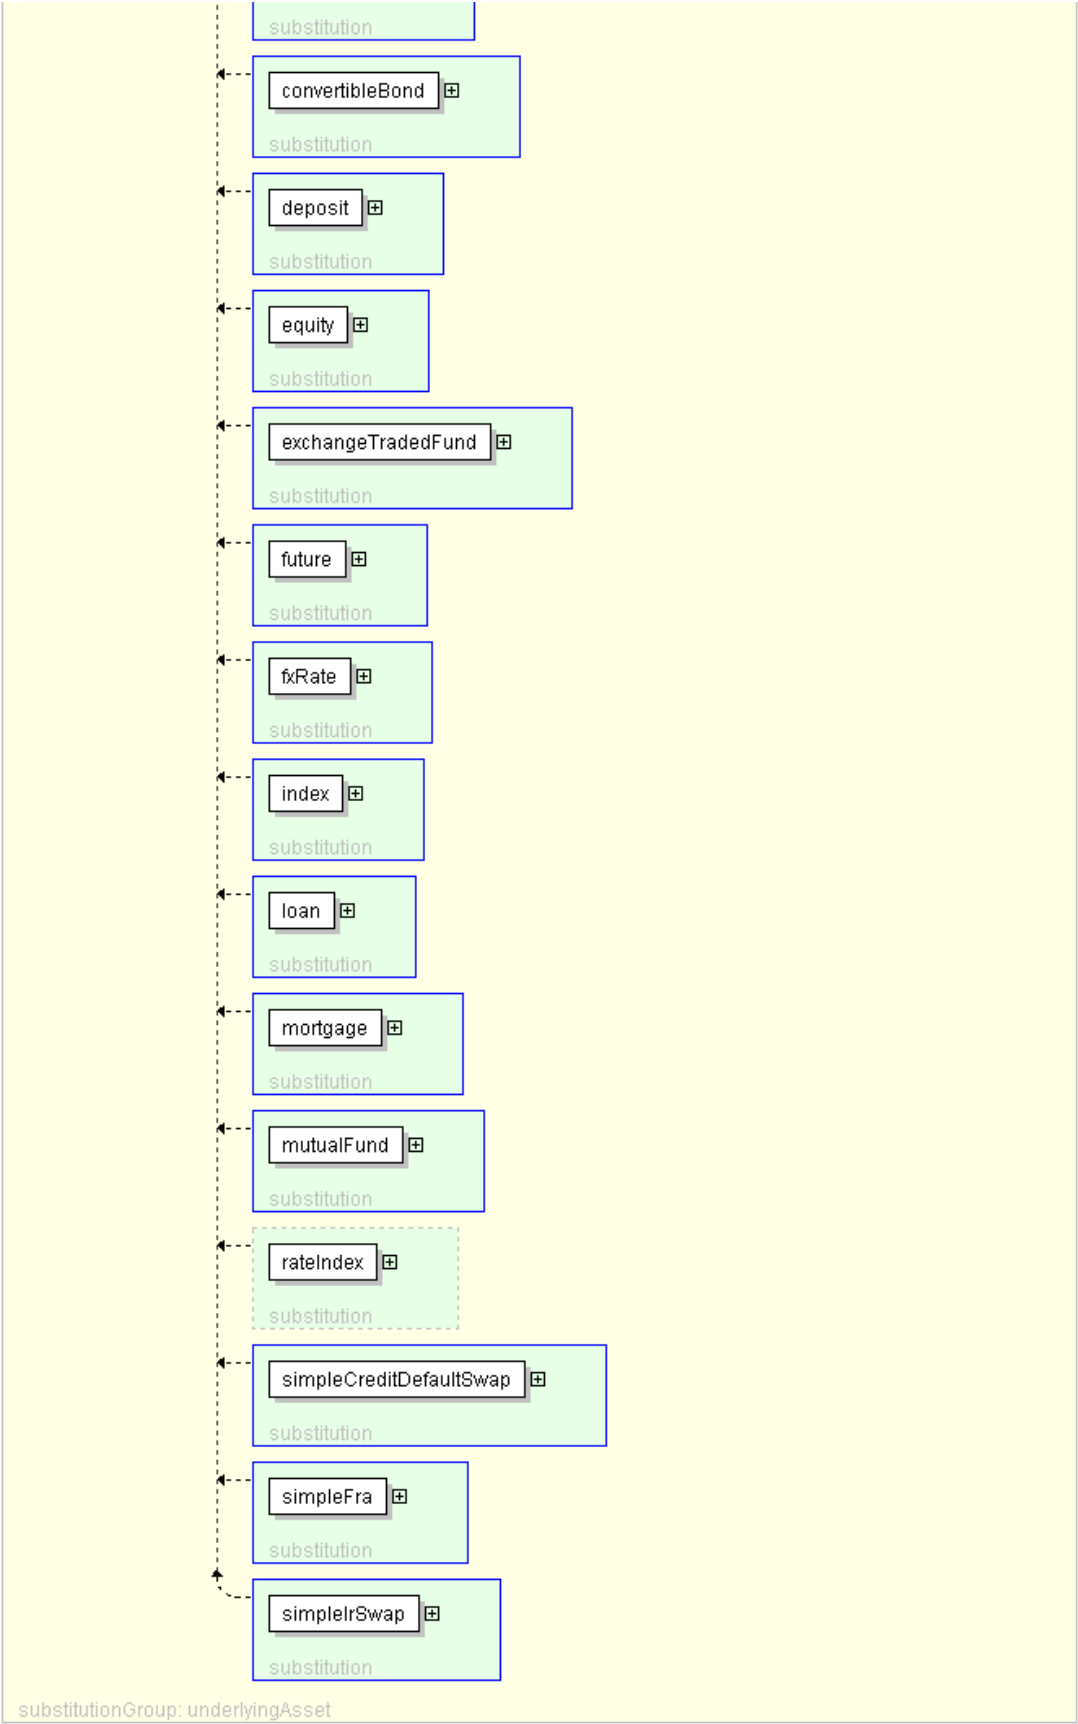 substitution
convertibleBond
substitution
deposit
substitution
equity
substitution
exchangeTradedFund
substitution
future
substitution
fxRate
substitution
index
substitution
loan
substitution
mortgage
substitution
mutualFund
substitution
rateIndex
substitution
simpleCreditDefaultSwap
substitution
simpleFra
substitution
simpleIrSwap
substitution
substitutionGroup: underlyingAsset